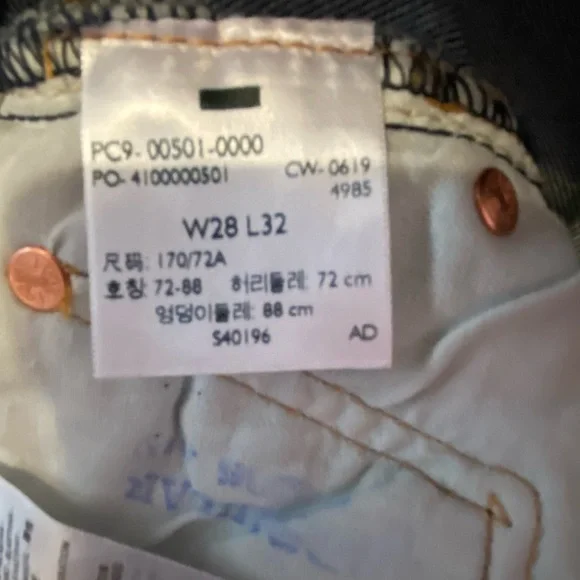 PC9-00501-0000
PO-4100000501 CW-0619
4985
W28 L32
尺码: 170/72A
호칭: 72-88 허리둘레: 72 cm
엉덩이둘레: 88 cm
S40196 AD